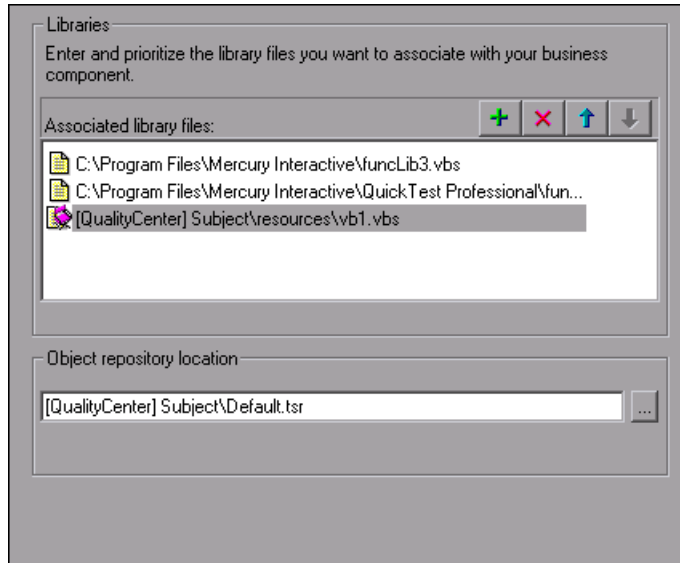 Libraries
Enter and prioritize the library files you want to associate with your business
component.
Associated library files:
C:\Program Files\Mercury Interactive\funcLib3.vbs
C:\Program Files\Mercury Interactive\QuickTest Professional\fun...
[QualityCenter] Subject\resources\vb1.vbs
Object repository location
[QualityCenter] Subject\Default.tsr
...